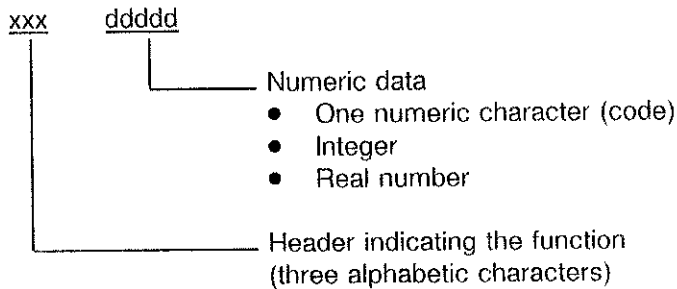 xxx ddddd
Numeric data
● One numeric character (code)
● Integer
● Real number
Header indicating the function
(three alphabetic characters)